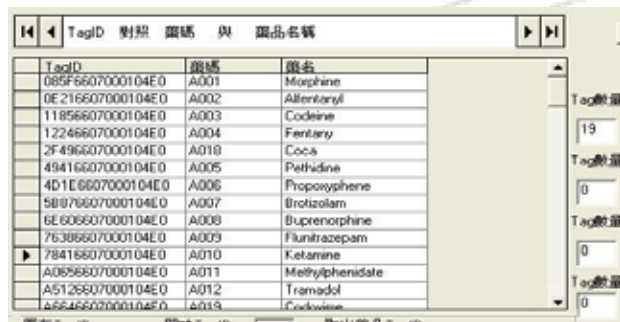 TagID 對照 藥碼 與 藥品名稱
TagID 藥碼 藥名
085F6607000104E0 A001 Morphine
0E216607000104E0 A002 Alfentanyl
11856607000104E0 A003 Codeine
12246607000104E0 A004 Fentany
2F496607000104E0 A018 Coca
49416607000104E0 A005 Pethidine
4D1E6607000104E0 A006 Propoxyphene
5B076607000104E0 A007 Brotizolam
6E606607000104E0 A008 Buprenorphine
76386607000104E0 A009 Flunitrazepam
78416607000104E0 A010 Ketamine
A0656607000104E0 A011 Methylphenidate
A5126607000104E0 A012 Tramadol
A6646607000104E0 A019
Tag數量
19
Tag數量
0
Tag數量
0
Tag數量
0